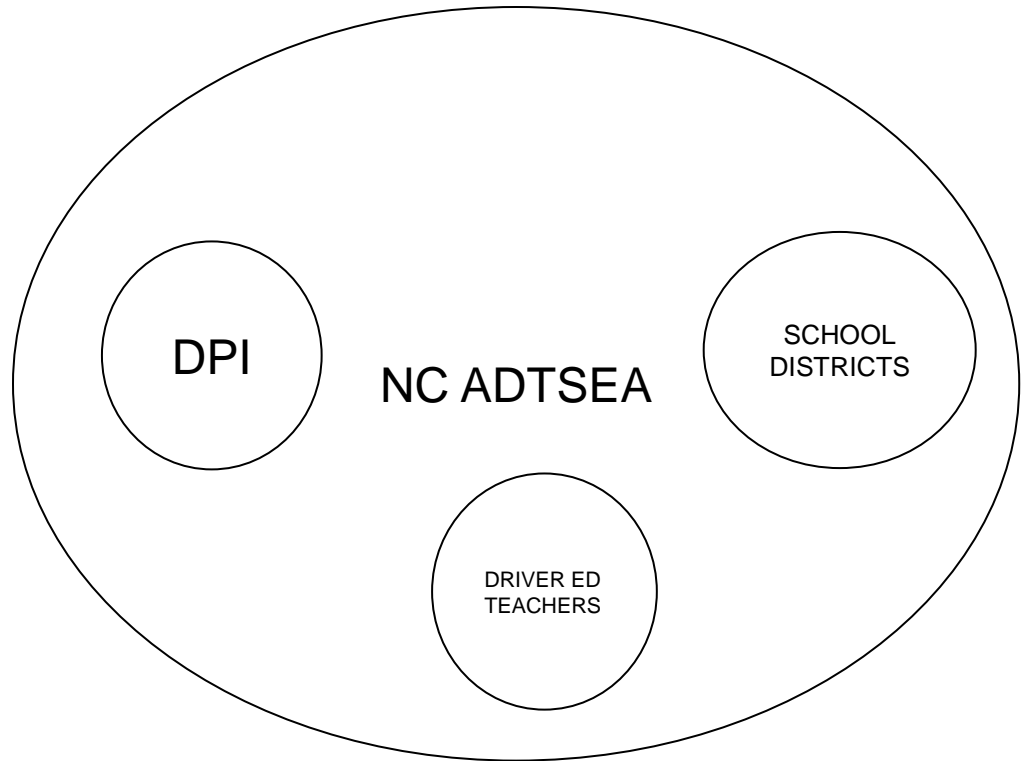 DPI
NC ADTSEA
SCHOOL
DISTRICTS
DRIVER ED
TEACHERS